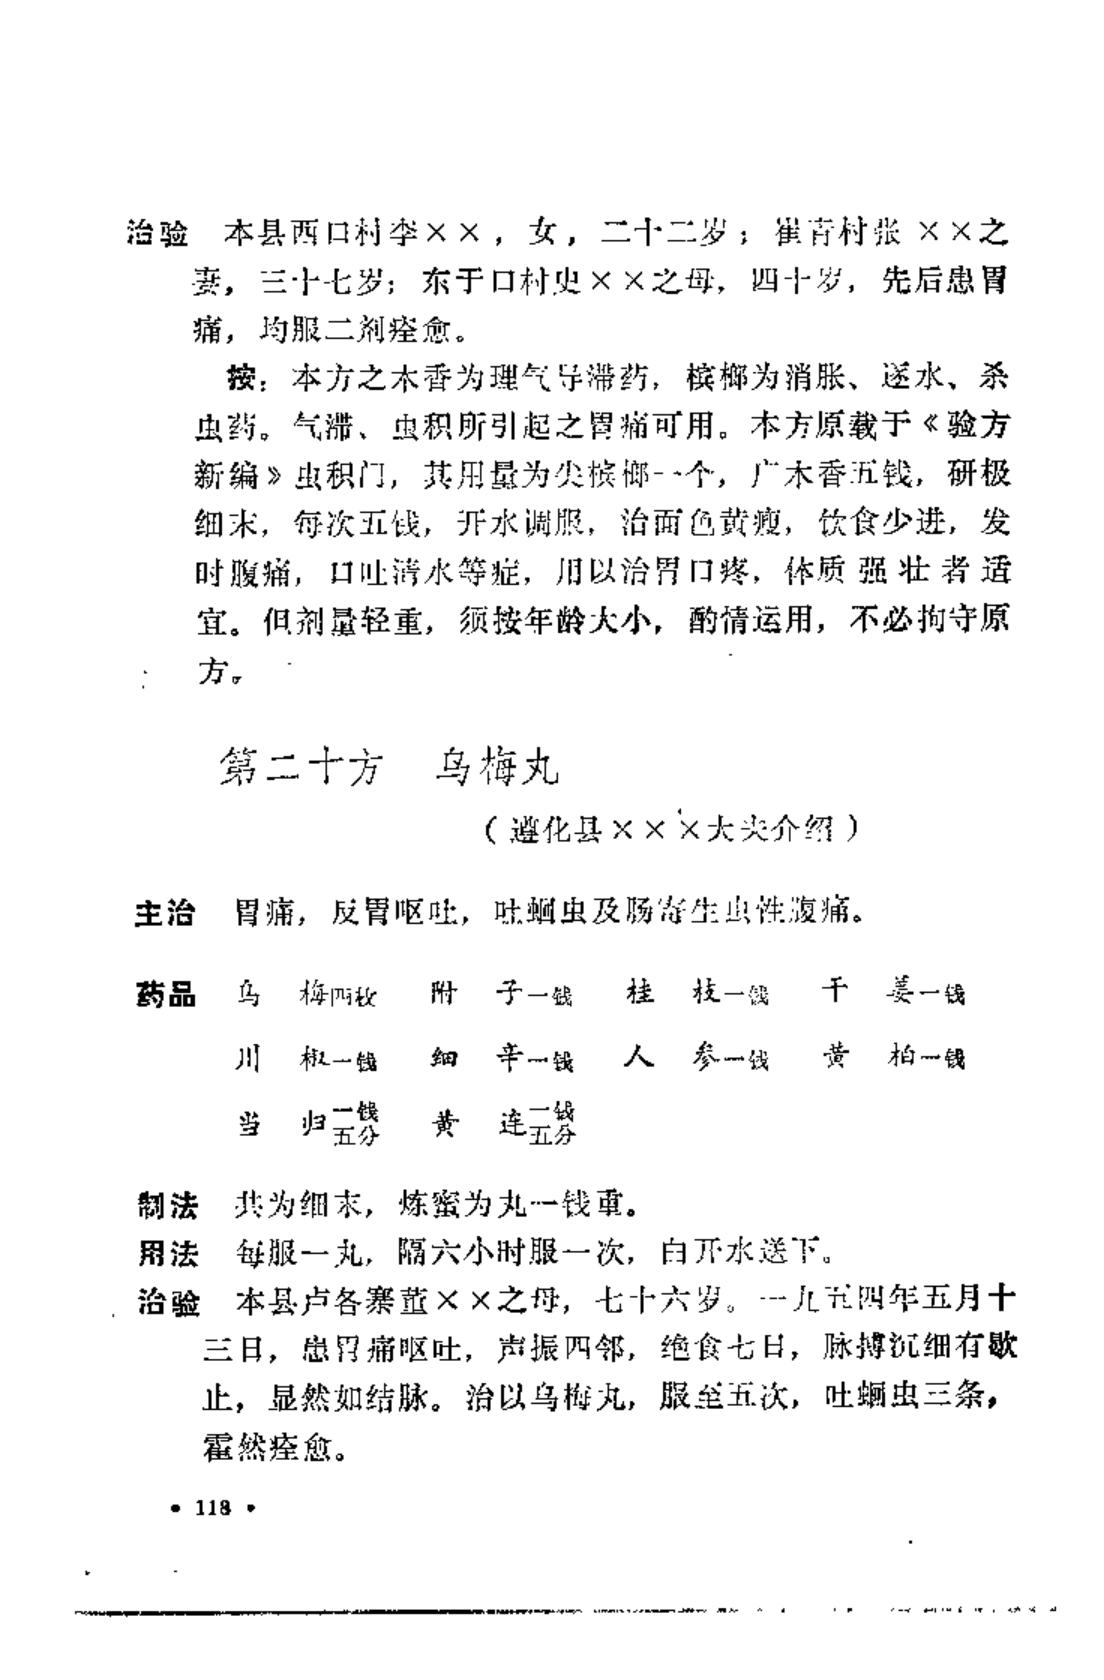 治验　本县西口村李××，女，二十二岁；崔育村张××之
妻，三十七岁；东于口村史××之母，四十岁，先后患胃
痛，均服二剂痊愈。
按：本方之木香为理气导滞药，槟榔为消胀、逐水、杀
虫药。气滞、虫积所引起之胃痛可用。本方原载于《验方
新编》虫积门，其用量为尖槟榔一个，广木香五钱，研极
细末，每次五钱，开水调服，治面色黄瘦，饮食少进，发
时腹痛，口吐清水等症，用以治胃口疼，体质强壮者适
宜。但剂量轻重，须按年龄大小，酌情运用，不必拘守原
方。
第二十方　乌梅丸
（遵化县×××大夫介绍）
主治　胃痛，反胃呕吐，吐蛔虫及肠寄生虫性腹痛。
药品　乌梅四枚　附子一钱　桂枝一钱　干姜一钱
川椒一钱　细辛一钱　人参一钱　黄柏一钱
当归一钱五分　黄连一钱五分
制法　共为细末，炼蜜为丸一钱重。
用法　每服一丸，隔六小时服一次，白开水送下。
治验　本县卢各寨董××之母，七十六岁。一九五四年五月十
三日，患胃痛呕吐，声振四邻，绝食七日，脉搏沉细有歇
止，显然如结脉。治以乌梅丸，服至五次，吐蛔虫三条，
霍然痊愈。
• 118 •